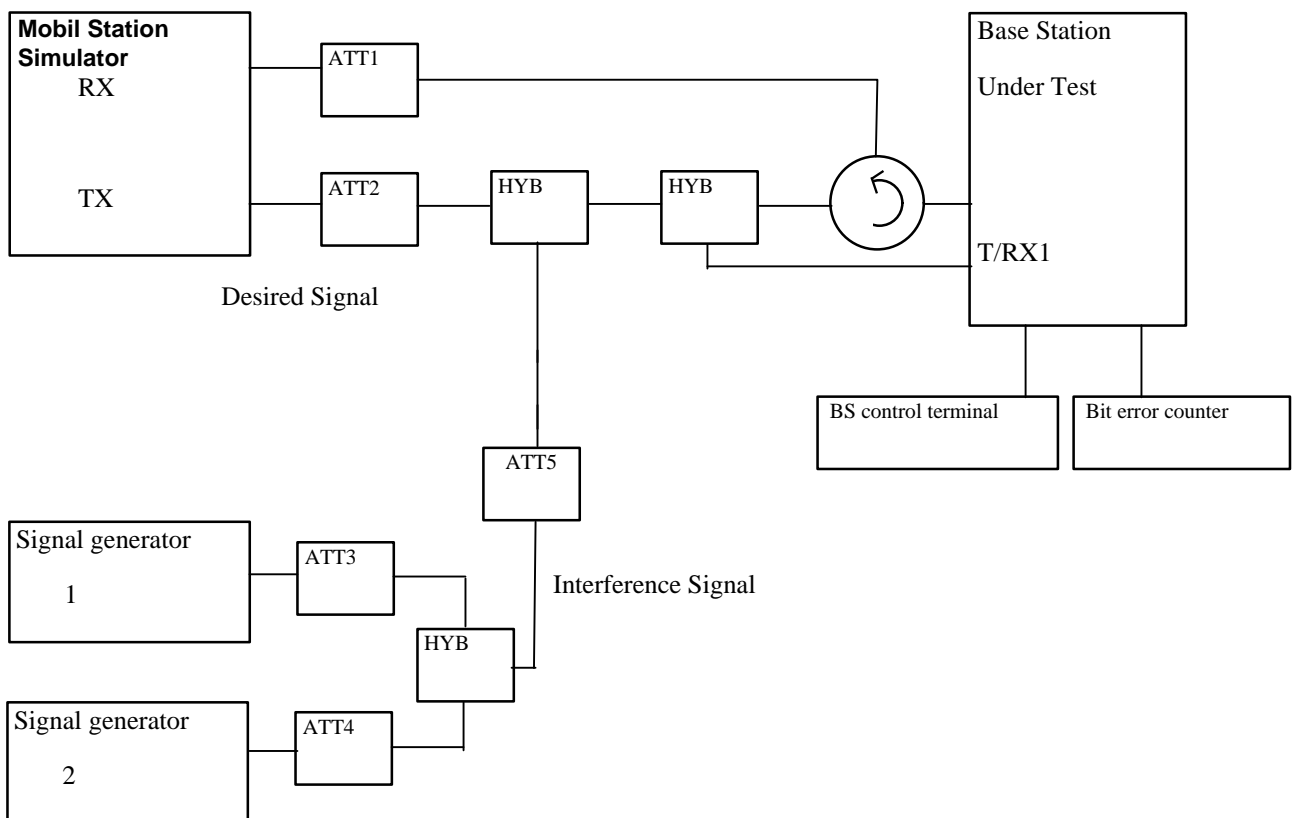 Mobil Station
Simulator
RX
TX
ATT1
ATT2
HYB
HYB
Base Station
Under Test
T/RX1
Desired Signal
BS control terminal
Bit error counter
ATT5
Interference Signal
Signal generator
1
ATT3
HYB
Signal generator
2
ATT4